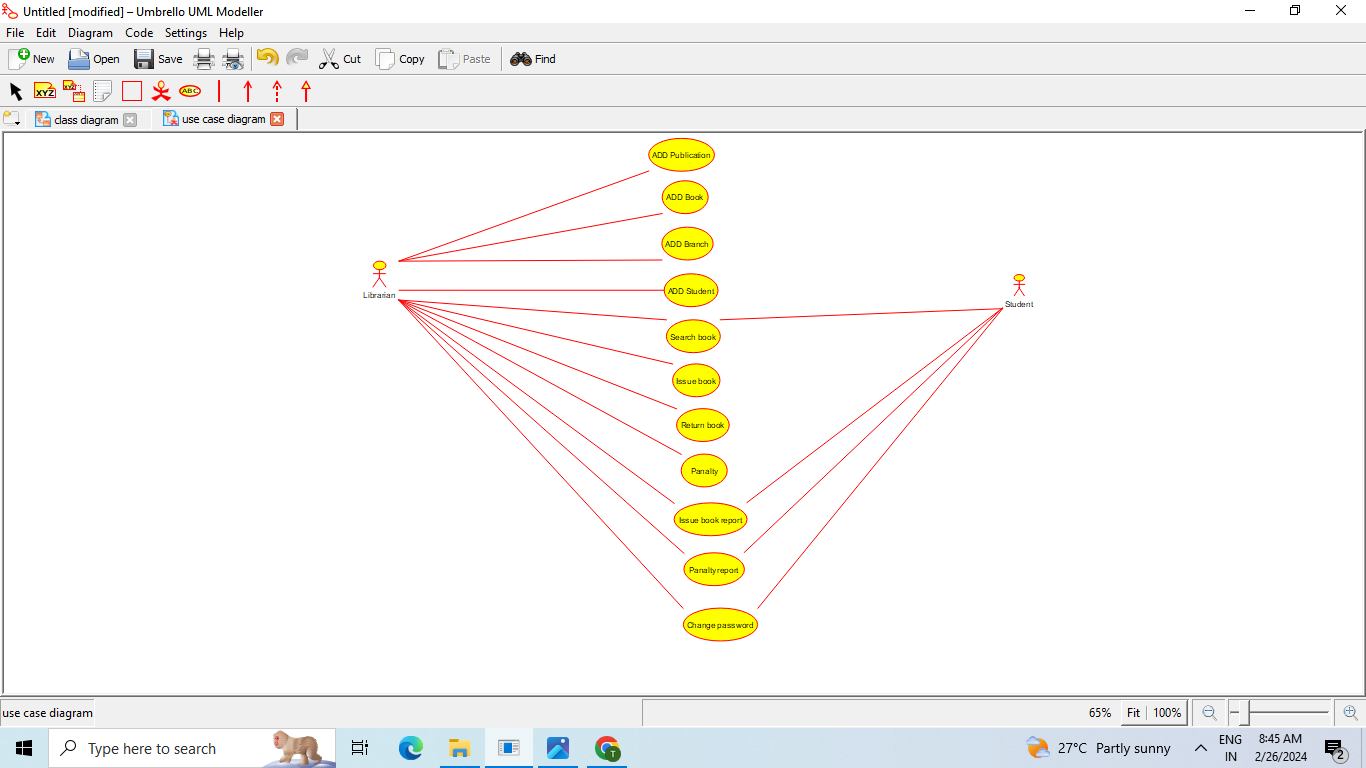 Untitled [modified] – Umbrello UML Modeller
File Edit Diagram Code Settings Help
New Open Save Cut Copy Paste Find
XYZ XYZ ABC
class diagram use case diagram
ADD Publication
ADD Book
ADD Branch
Librarian
ADD Student
Student
Search book
Issue book
Return book
Panalty
Issue book report
Panalty report
Change password
use case diagram 65% Fit 100%
Type here to search 27°C Partly sunny ENG IN 8:45 AM 2/26/2024 2